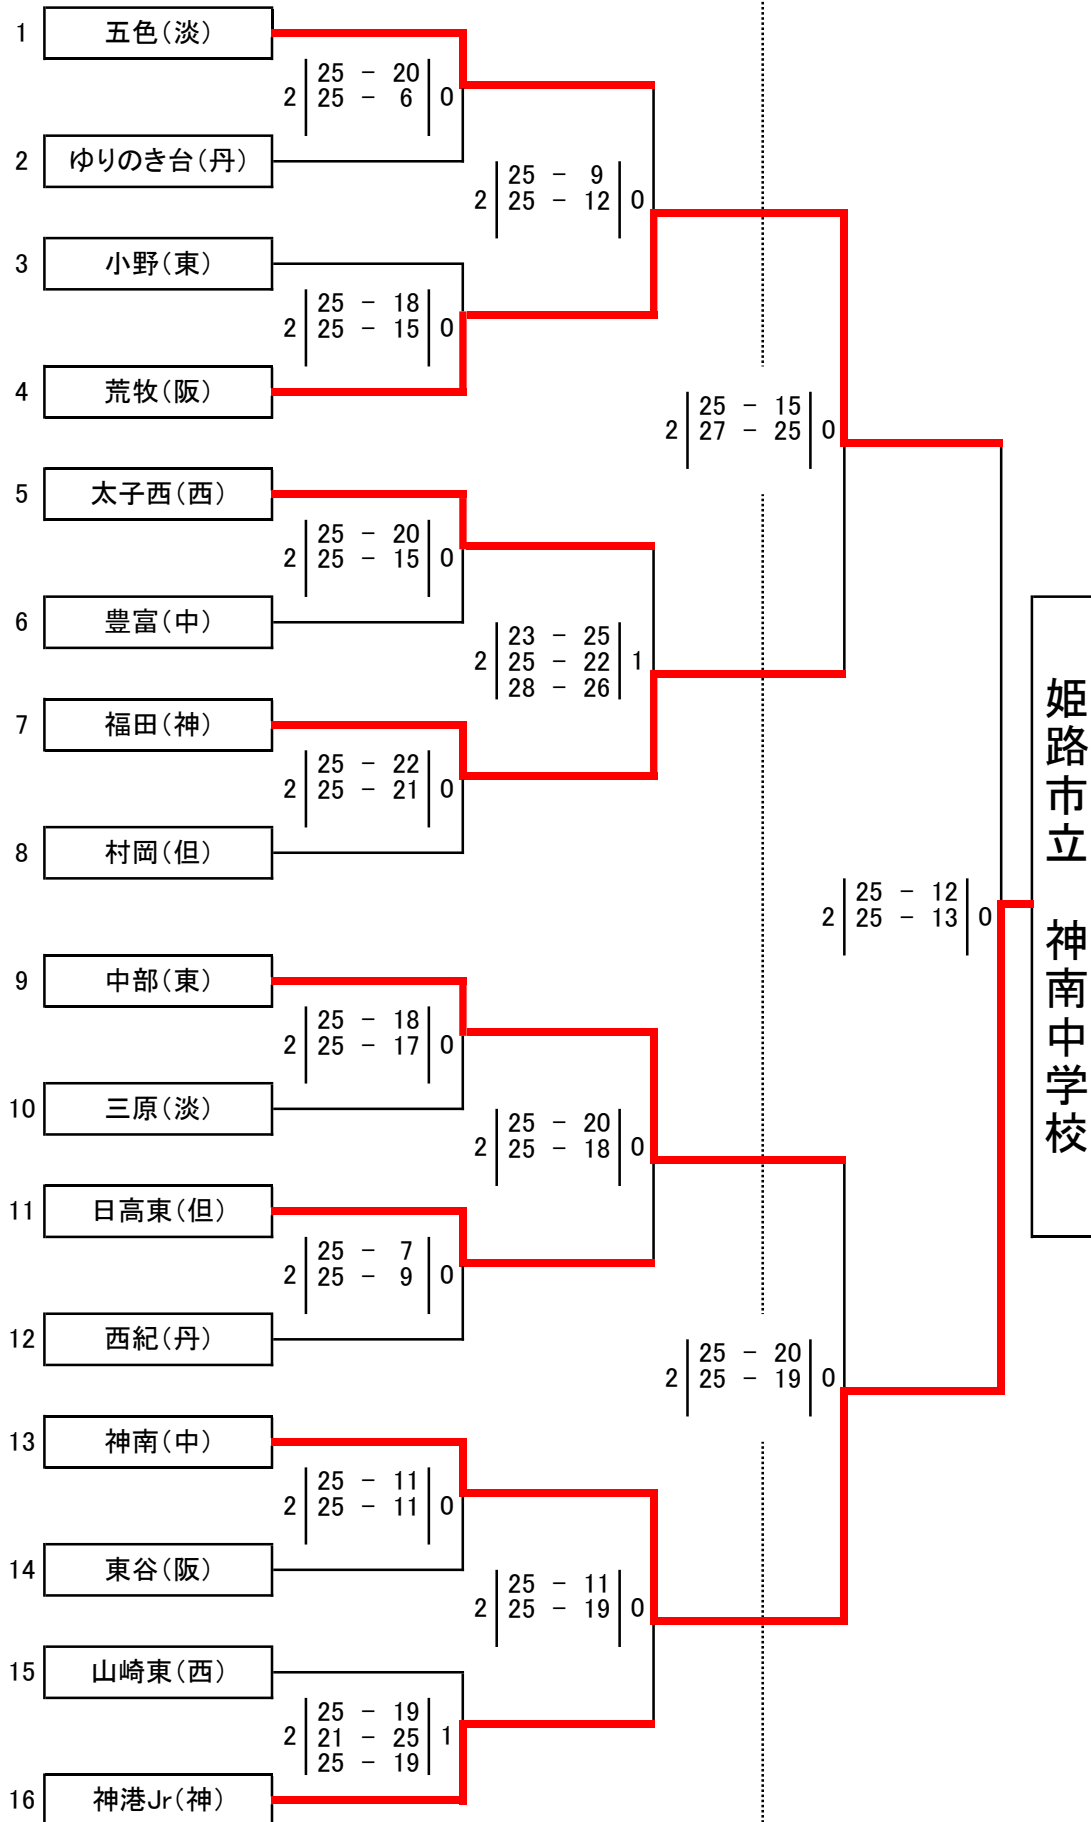 1 五色(淡)
2 25 - 20 0
25 - 6
2 ゆりのき台(丹)
2 25 - 9 0
25 - 12
3 小野(東)
2 25 - 18 0
25 - 15
4 荒牧(阪)
2 25 - 15 0
27 - 25
5 太子西(西)
2 25 - 20 0
25 - 15
6 豊富(中)
2 23 - 25 1
25 - 22
28 - 26
7 福田(神)
2 25 - 22 0
25 - 21
8 村岡(但)
2 25 - 12 0
25 - 13
姫路市立 神南中学校
9 中部(東)
2 25 - 18 0
25 - 17
10 三原(淡)
2 25 - 20 0
25 - 18
11 日高東(但)
2 25 - 7 0
25 - 9
12 西紀(丹)
2 25 - 20 0
25 - 19
13 神南(中)
2 25 - 11 0
25 - 11
14 東谷(阪)
2 25 - 11 0
25 - 19
15 山崎東(西)
2 25 - 19 1
21 - 25
25 - 19
16 神港Jr(神)